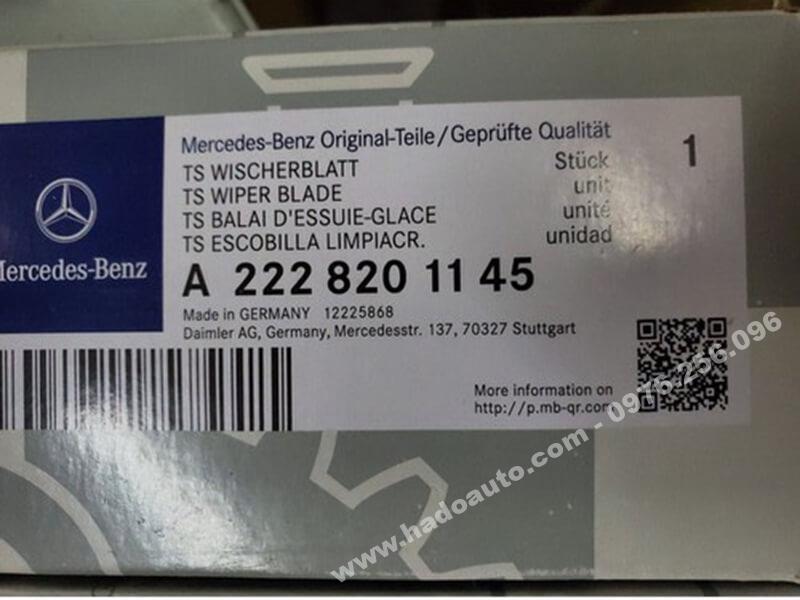 Mercedes-Benz Original-Teile/Geprüfte Qualität
TS WISCHERBLATT Stück 1
TS WIPER BLADE unit
TS BALAI D'ESSUIE-GLACE unité
TS ESCOBILLA LIMPIACR. unidad
Mercedes-Benz
A 222 820 11 45
Made in GERMANY 12225868
Daimler AG, Germany, Mercedesstr. 137, 70327 Stuttgart
More information on
http://p.mb-qr.com
www.hadoauto.com - 0976.256.096